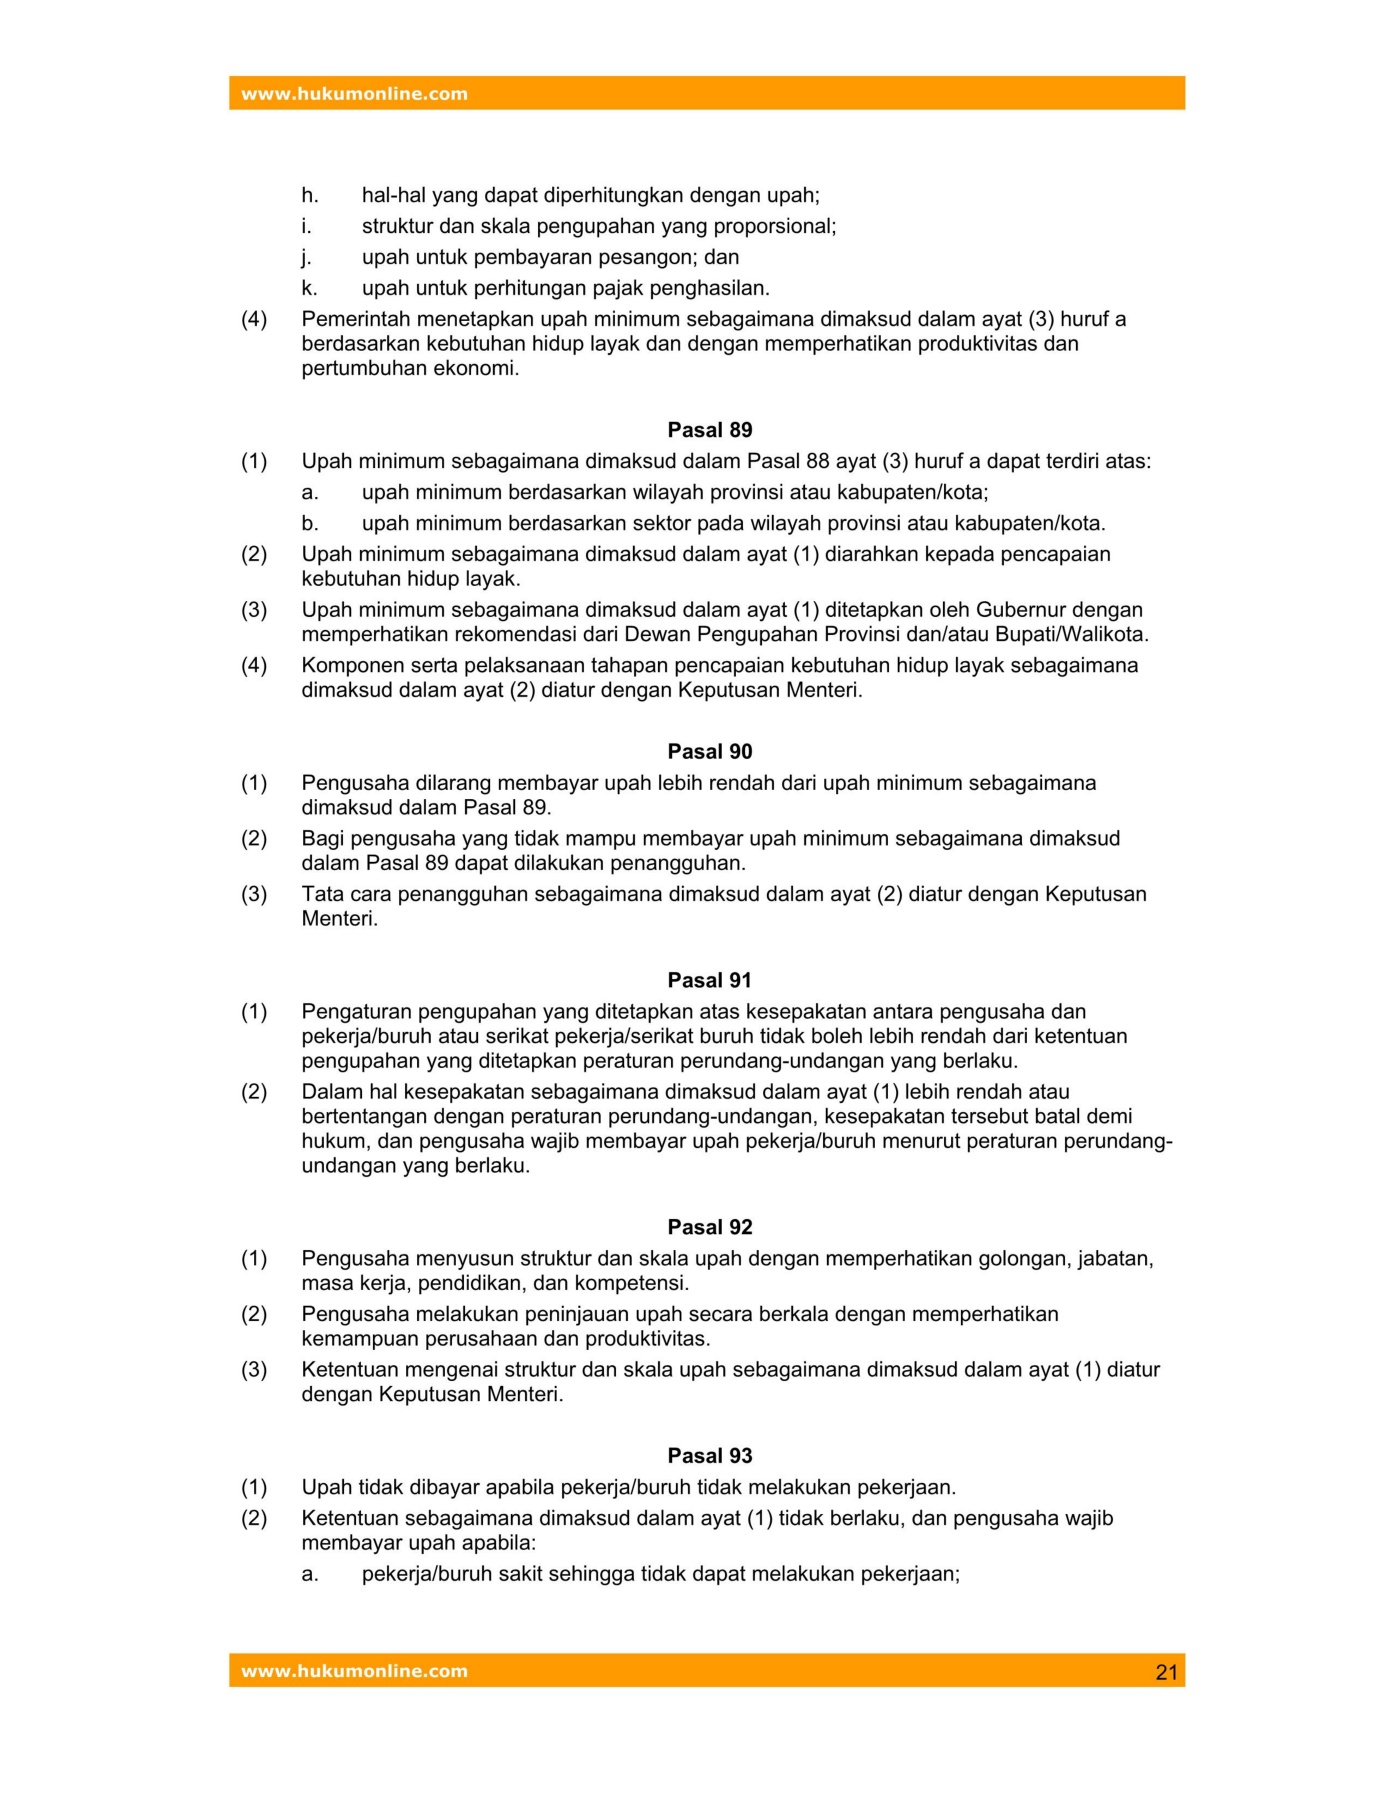 www.hukumonline.com
h. hal-hal yang dapat diperhitungkan dengan upah;
i. struktur dan skala pengupahan yang proporsional;
j. upah untuk pembayaran pesangon; dan
k. upah untuk perhitungan pajak penghasilan.
(4) Pemerintah menetapkan upah minimum sebagaimana dimaksud dalam ayat (3) huruf a
berdasarkan kebutuhan hidup layak dan dengan memperhatikan produktivitas dan
pertumbuhan ekonomi.
Pasal 89
(1) Upah minimum sebagaimana dimaksud dalam Pasal 88 ayat (3) huruf a dapat terdiri atas:
a. upah minimum berdasarkan wilayah provinsi atau kabupaten/kota;
b. upah minimum berdasarkan sektor pada wilayah provinsi atau kabupaten/kota.
(2) Upah minimum sebagaimana dimaksud dalam ayat (1) diarahkan kepada pencapaian
kebutuhan hidup layak.
(3) Upah minimum sebagaimana dimaksud dalam ayat (1) ditetapkan oleh Gubernur dengan
memperhatikan rekomendasi dari Dewan Pengupahan Provinsi dan/atau Bupati/Walikota.
(4) Komponen serta pelaksanaan tahapan pencapaian kebutuhan hidup layak sebagaimana
dimaksud dalam ayat (2) diatur dengan Keputusan Menteri.
Pasal 90
(1) Pengusaha dilarang membayar upah lebih rendah dari upah minimum sebagaimana
dimaksud dalam Pasal 89.
(2) Bagi pengusaha yang tidak mampu membayar upah minimum sebagaimana dimaksud
dalam Pasal 89 dapat dilakukan penangguhan.
(3) Tata cara penangguhan sebagaimana dimaksud dalam ayat (2) diatur dengan Keputusan
Menteri.
Pasal 91
(1) Pengaturan pengupahan yang ditetapkan atas kesepakatan antara pengusaha dan
pekerja/buruh atau serikat pekerja/serikat buruh tidak boleh lebih rendah dari ketentuan
pengupahan yang ditetapkan peraturan perundang-undangan yang berlaku.
(2) Dalam hal kesepakatan sebagaimana dimaksud dalam ayat (1) lebih rendah atau
bertentangan dengan peraturan perundang-undangan, kesepakatan tersebut batal demi
hukum, dan pengusaha wajib membayar upah pekerja/buruh menurut peraturan perundang-
undangan yang berlaku.
Pasal 92
(1) Pengusaha menyusun struktur dan skala upah dengan memperhatikan golongan, jabatan,
masa kerja, pendidikan, dan kompetensi.
(2) Pengusaha melakukan peninjauan upah secara berkala dengan memperhatikan
kemampuan perusahaan dan produktivitas.
(3) Ketentuan mengenai struktur dan skala upah sebagaimana dimaksud dalam ayat (1) diatur
dengan Keputusan Menteri.
Pasal 93
(1) Upah tidak dibayar apabila pekerja/buruh tidak melakukan pekerjaan.
(2) Ketentuan sebagaimana dimaksud dalam ayat (1) tidak berlaku, dan pengusaha wajib
membayar upah apabila:
a. pekerja/buruh sakit sehingga tidak dapat melakukan pekerjaan;
www.hukumonline.com 21